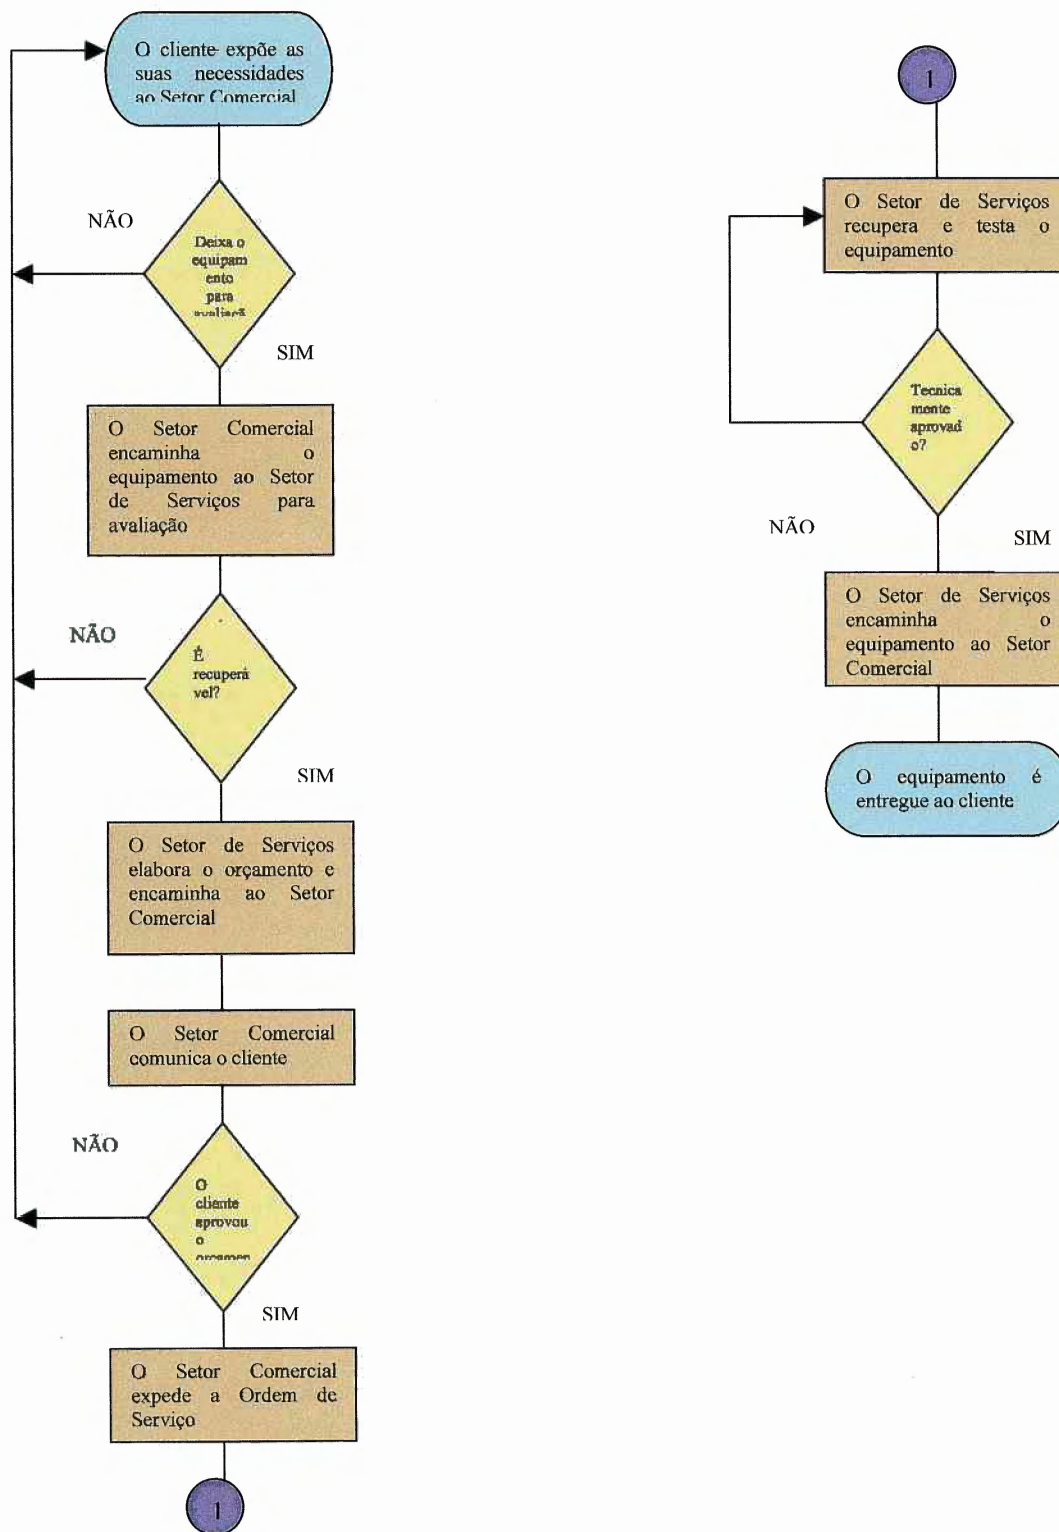 O cliente expõe as
suas necessidades
ao Setor Comercial
NÃO
Deixa o
equipam
ento
para
avaliaçã
SIM
O Setor Comercial
encaminha o
equipamento ao Setor
de Serviços para
avaliação
NÃO
É
recuperá
vel?
SIM
O Setor de Serviços
elabora o orçamento e
encaminha ao Setor
Comercial
O Setor Comercial
comunica o cliente
NÃO
O
cliente
aprovou
o
orçamen
SIM
O Setor Comercial
expede a Ordem de
Serviço
1
1
O Setor de Serviços
recupera e testa o
equipamento
Tecnica
mente
aprovad
o?
NÃO
SIM
O Setor de Serviços
encaminha o
equipamento ao Setor
Comercial
O equipamento é
entregue ao cliente